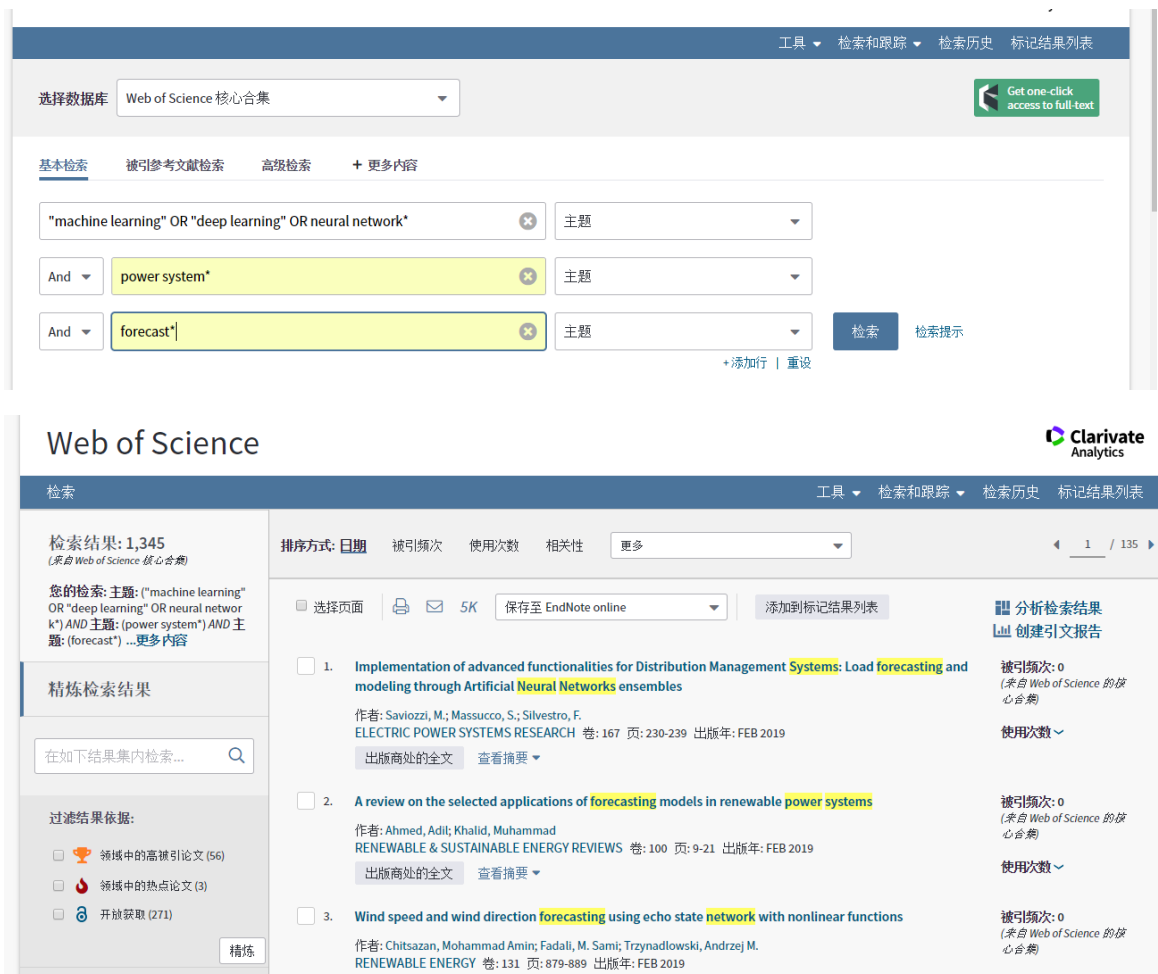 工具 检索和跟踪 检索历史 标记结果列表
选择数据库 Web of Science 核心合集
Get one-click
access to full-text
基本检索 被引参考文献检索 高级检索 + 更多内容
"machine learning" OR "deep learning" OR neural network* 主题
And power system* 主题
And forecast* 主题 检索 检索提示
+添加行 | 重设
Web of Science
Clarivate
Analytics
检索 工具 检索和跟踪 检索历史 标记结果列表
检索结果: 1,345
(来自 Web of Science 核心合集)
您的检索: 主题: ("machine learning"
OR "deep learning" OR neural networ
k*) AND 主题: (power system*) AND 主
题: (forecast*) ...更多内容
精炼检索结果
在如下结果集内检索...
过滤结果依据:
领域中的高被引论文 (56)
领域中的热点论文 (3)
开放获取 (271)
精炼
排序方式: 日期 被引频次 使用次数 相关性 更多 1 / 135
选择页面 5K 保存至 EndNote online 添加到标记结果列表
分析检索结果
创建引文报告
1. Implementation of advanced functionalities for Distribution Management Systems: Load forecasting and
modeling through Artificial Neural Networks ensembles
作者: Saviozzi, M.; Massucco, S.; Silvestro, F.
ELECTRIC POWER SYSTEMS RESEARCH 卷: 167 页: 230-239 出版年: FEB 2019
出版商处的全文 查看摘要
被引频次: 0
(来自 Web of Science 的核
心合集)
使用次数
2. A review on the selected applications of forecasting models in renewable power systems
作者: Ahmed, Adil; Khalid, Muhammad
RENEWABLE & SUSTAINABLE ENERGY REVIEWS 卷: 100 页: 9-21 出版年: FEB 2019
出版商处的全文 查看摘要
被引频次: 0
(来自 Web of Science 的核
心合集)
使用次数
3. Wind speed and wind direction forecasting using echo state network with nonlinear functions
作者: Chitsazan, Mohammad Amin; Fadali, M. Sami; Trzynadlowski, Andrzej M.
RENEWABLE ENERGY 卷: 131 页: 879-889 出版年: FEB 2019
被引频次: 0
(来自 Web of Science 的核
心合集)